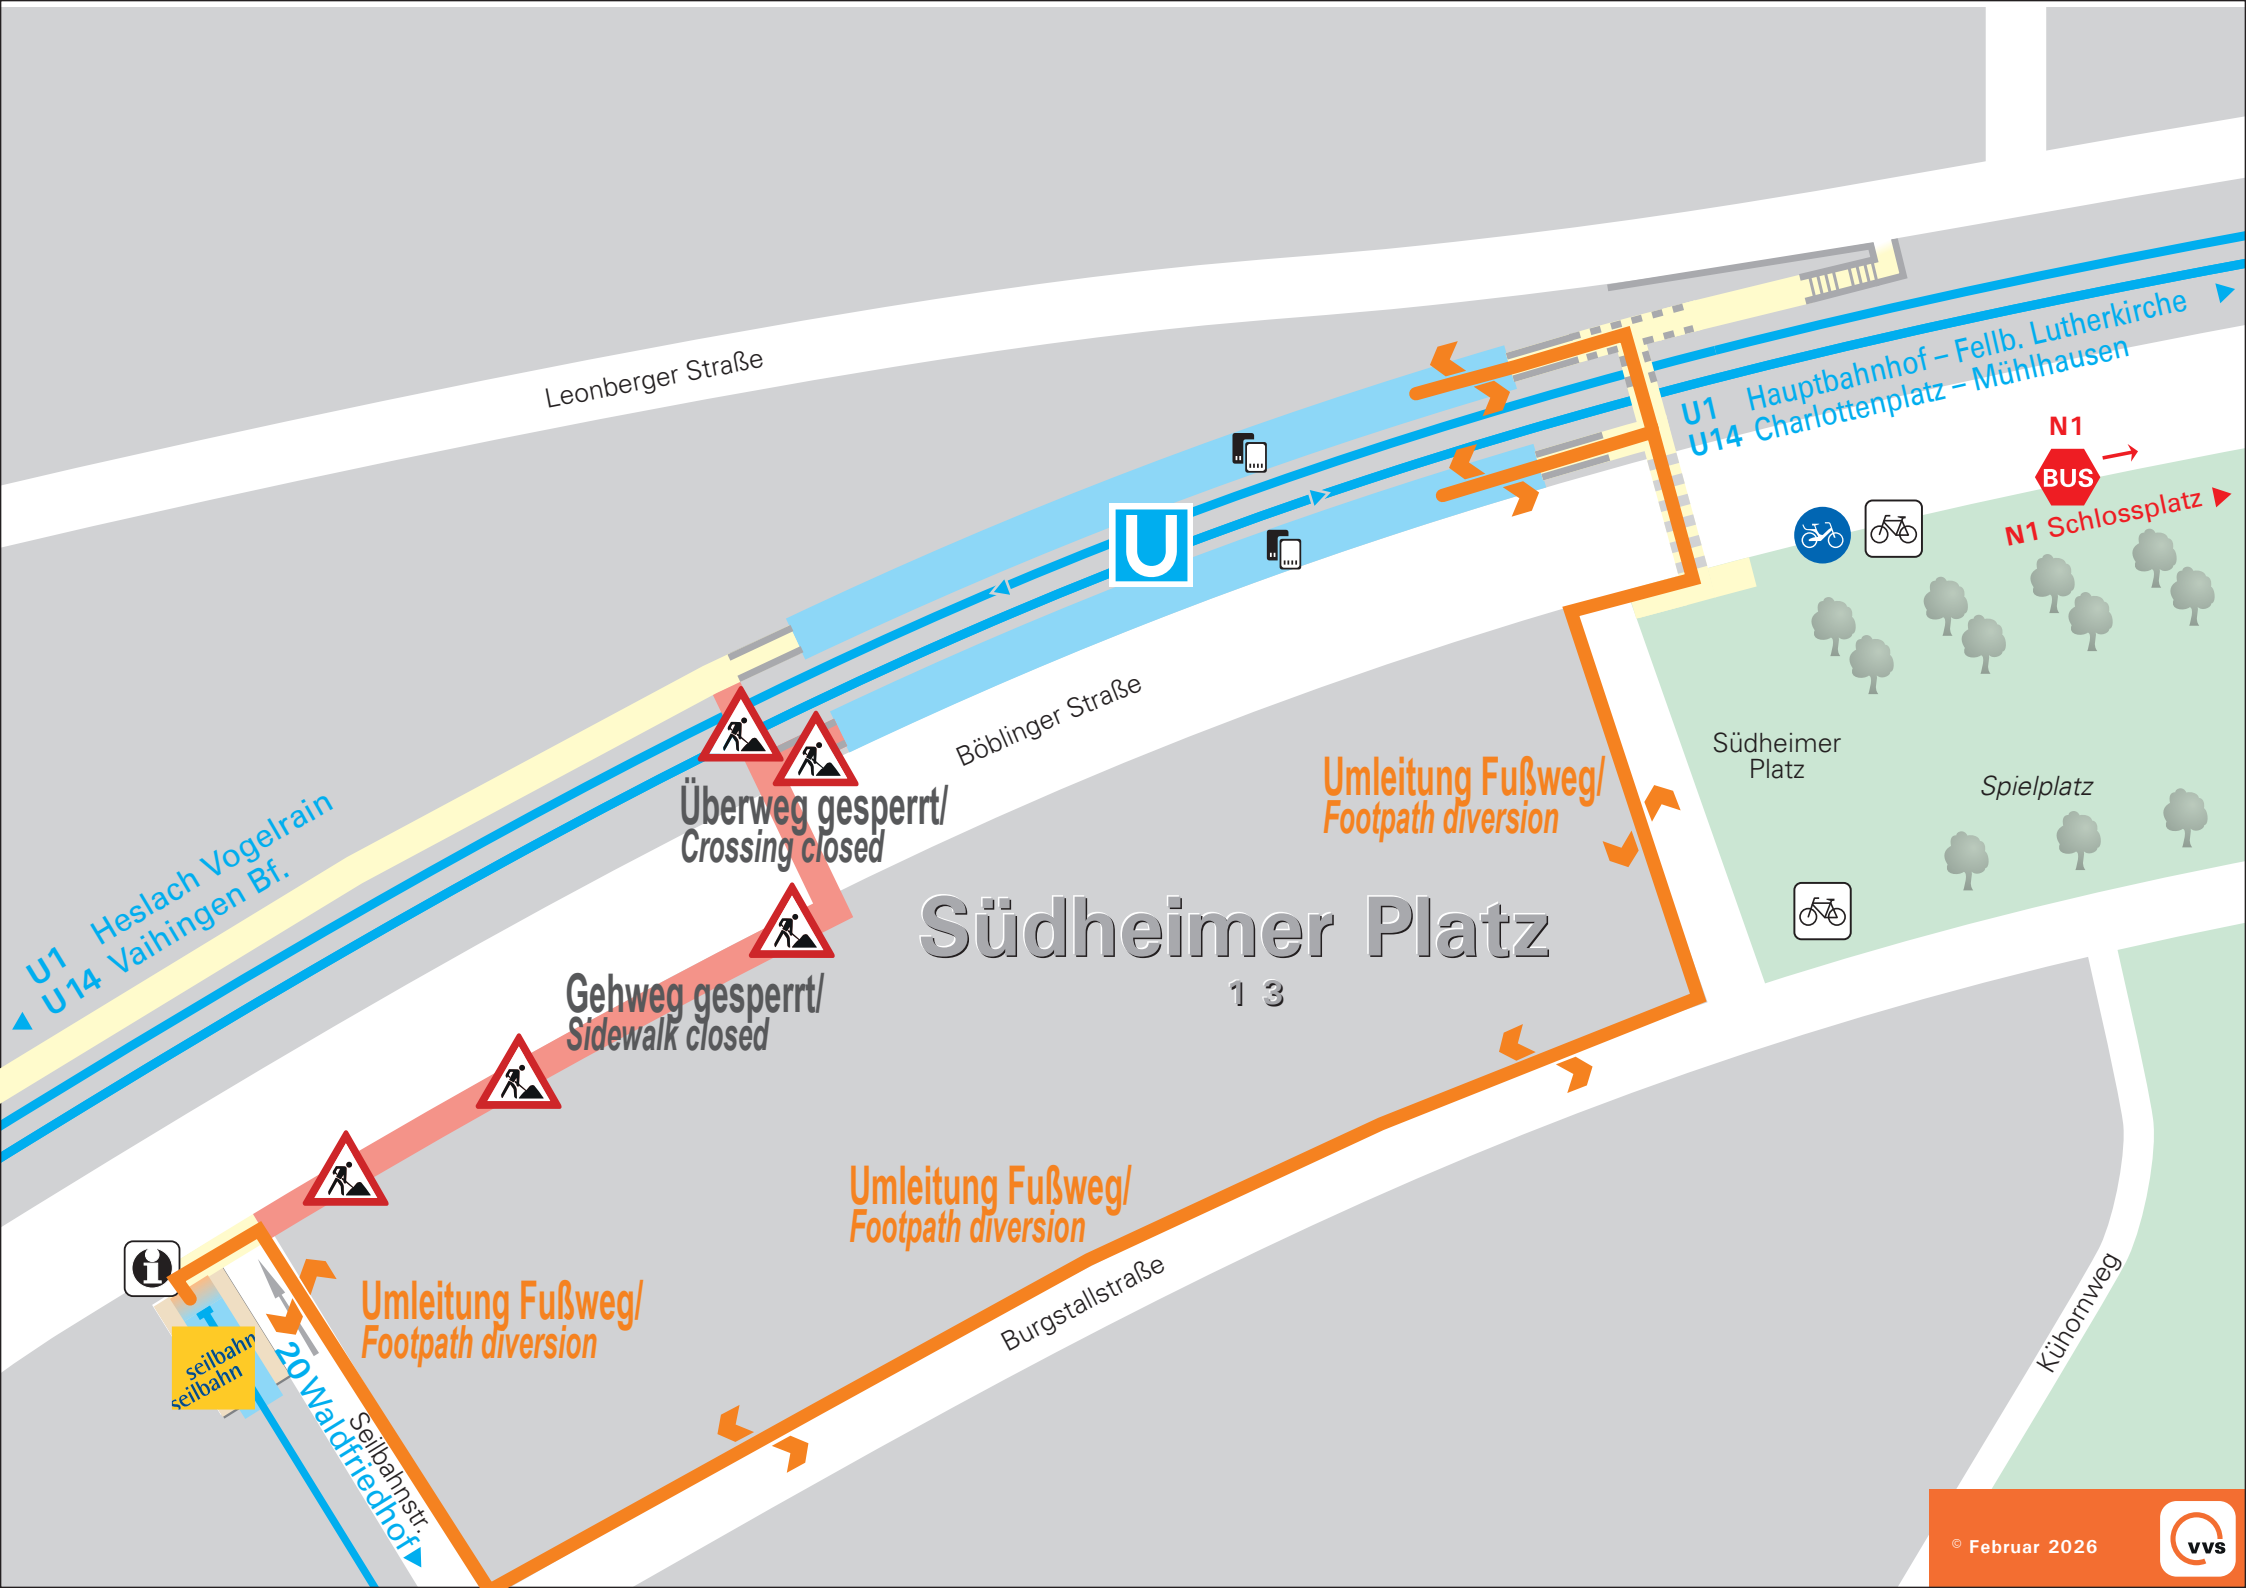 Leonberger Straße
U1 Hauptbahnhof – Fellb. Lutherkirche
U14 Charlottenplatz – Mühlhausen
N1
BUS
N1 Schlossplatz
U
Böblinger Straße
Südheimer
Platz
Spielplatz
Überweg gesperrt/
Crossing closed
Umleitung Fußweg/
Footpath diversion
U1 Heslach Vogelrain
U14 Vaihingen Bf.
Südheimer Platz
1 3
Gehweg gesperrt/
Sidewalk closed
Umleitung Fußweg/
Footpath diversion
Burgstallstraße
Kühornweg
i
Umleitung Fußweg/
Footpath diversion
seilbahn
seilbahn
20 Waldfriedhof
Seilbahnstr.
© Februar 2026
vvs